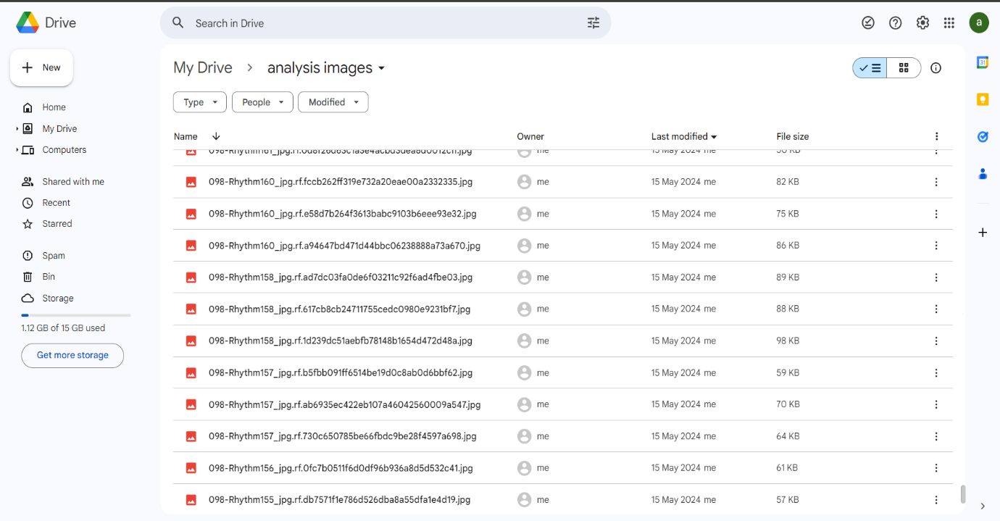 Drive
Search in Drive
a
New
My Drive > analysis images
Type People Modified
Home
My Drive
Computers
Shared with me
Recent
Starred
Spam
Bin
Storage
1.12 GB of 15 GB used
Get more storage
31
Name Owner Last modified File size
me 15 May 2024 me
098-Rhythm160_jpg.rf.fccb262ff319e732a20eae00a2332335.jpg me 15 May 2024 me 82 KB
098-Rhythm160_jpg.rf.e58d7b264f3613babc9103b6eee93e32.jpg me 15 May 2024 me 75 KB
098-Rhythm160_jpg.rf.a94647bd471d44bbc06238888a73a670.jpg me 15 May 2024 me 86 KB
098-Rhythm158_jpg.rf.ad7dc03fa0de6f03211c92f6ad4fbe03.jpg me 15 May 2024 me 89 KB
098-Rhythm158_jpg.rf.617cb8cb24711755cedc0980e9231bf7.jpg me 15 May 2024 me 88 KB
098-Rhythm158_jpg.rf.1d239dc51aebfb78148b1654d472d48a.jpg me 15 May 2024 me 98 KB
098-Rhythm157_jpg.rf.b5fbb091ff6514be19d0c8ab0d6bbf62.jpg me 15 May 2024 me 59 KB
098-Rhythm157_jpg.rf.ab6935ec422eb107a46042560009a547.jpg me 15 May 2024 me 70 KB
098-Rhythm157_jpg.rf.730c650785be66fbdc9be28f4597a698.jpg me 15 May 2024 me 64 KB
098-Rhythm156_jpg.rf.0fc7b0511f6d0df96b936a8d5d532c41.jpg me 15 May 2024 me 61 KB
098-Rhythm155_jpg.rf.db7571f1e786d526dba8a55dfa1e4d19.jpg me 15 May 2024 me 57 KB